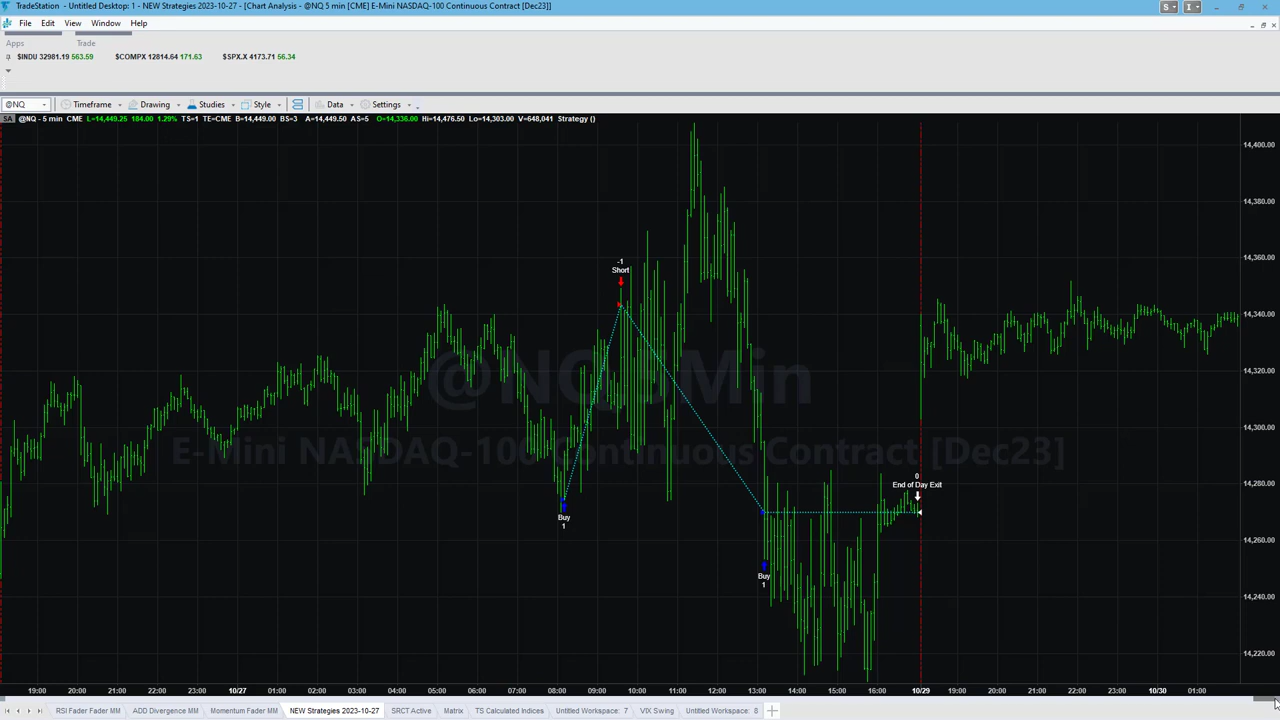 TradeStation - Untitled Desktop: 1 - NEW Strategies 2023-10-27 - [Chart Analysis - @NQ 5 min [CME] E-Mini NASDAQ-100 Continuous Contract [Dec23]]
S I
File Edit View Window Help
Apps Trade
$INDU 32981.19 563.59 $COMPX 12814.64 171.63 $SPX.X 4173.71 56.34
@NQ Timeframe Drawing Studies Style Data Settings
SA @NQ - 5 min CME L=14,449.25 184.00 1.29% TS=1 TE=CME B=14,449.00 BS=3 A=14,449.50 AS=5 O=14,336.00 Hi=14,476.50 Lo=14,303.00 V=648,041 Strategy ()
14,400.00
14,380.00
14,360.00
14,340.00
14,320.00
14,300.00
14,280.00
14,260.00
14,240.00
14,220.00
-1
Short
@NQ 5 Min
E-Mini NASDAQ-100 Continuous Contract [Dec23]
0
End of Day Exit
Buy
1
Buy
1
19:00 20:00 21:00 22:00 23:00 10/27 01:00 02:00 03:00 04:00 05:00 06:00 07:00 08:00 09:00 10:00 11:00 12:00 13:00 14:00 15:00 16:00 10/29 19:00 20:00 21:00 22:00 23:00 10/30 01:00
RSI Fader Fader MM ADD Divergence MM Momentum Fader MM NEW Strategies 2023-10-27 SRCT Active Matrix TS Calculated Indices Untitled Workspace: 7 VIX Swing Untitled Workspace: 8